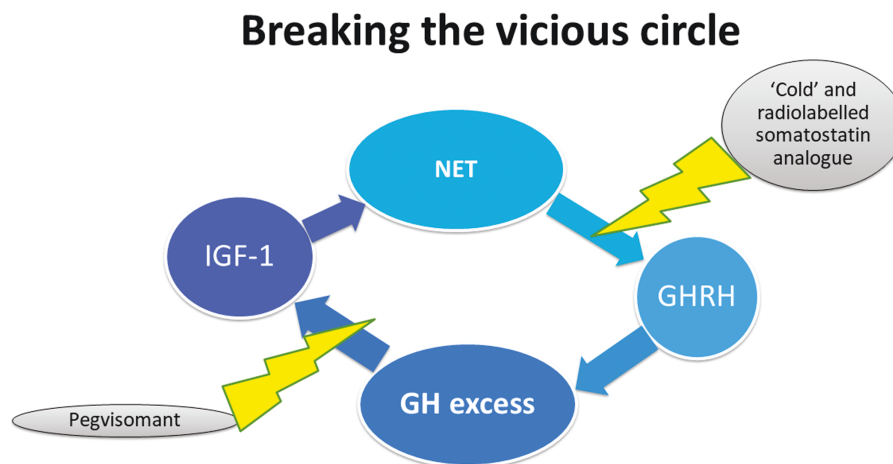 Breaking the vicious circle
‘Cold’ and
radiolabelled
somatostatin
analogue
NET
IGF-1
GHRH
GH excess
Pegvisomant